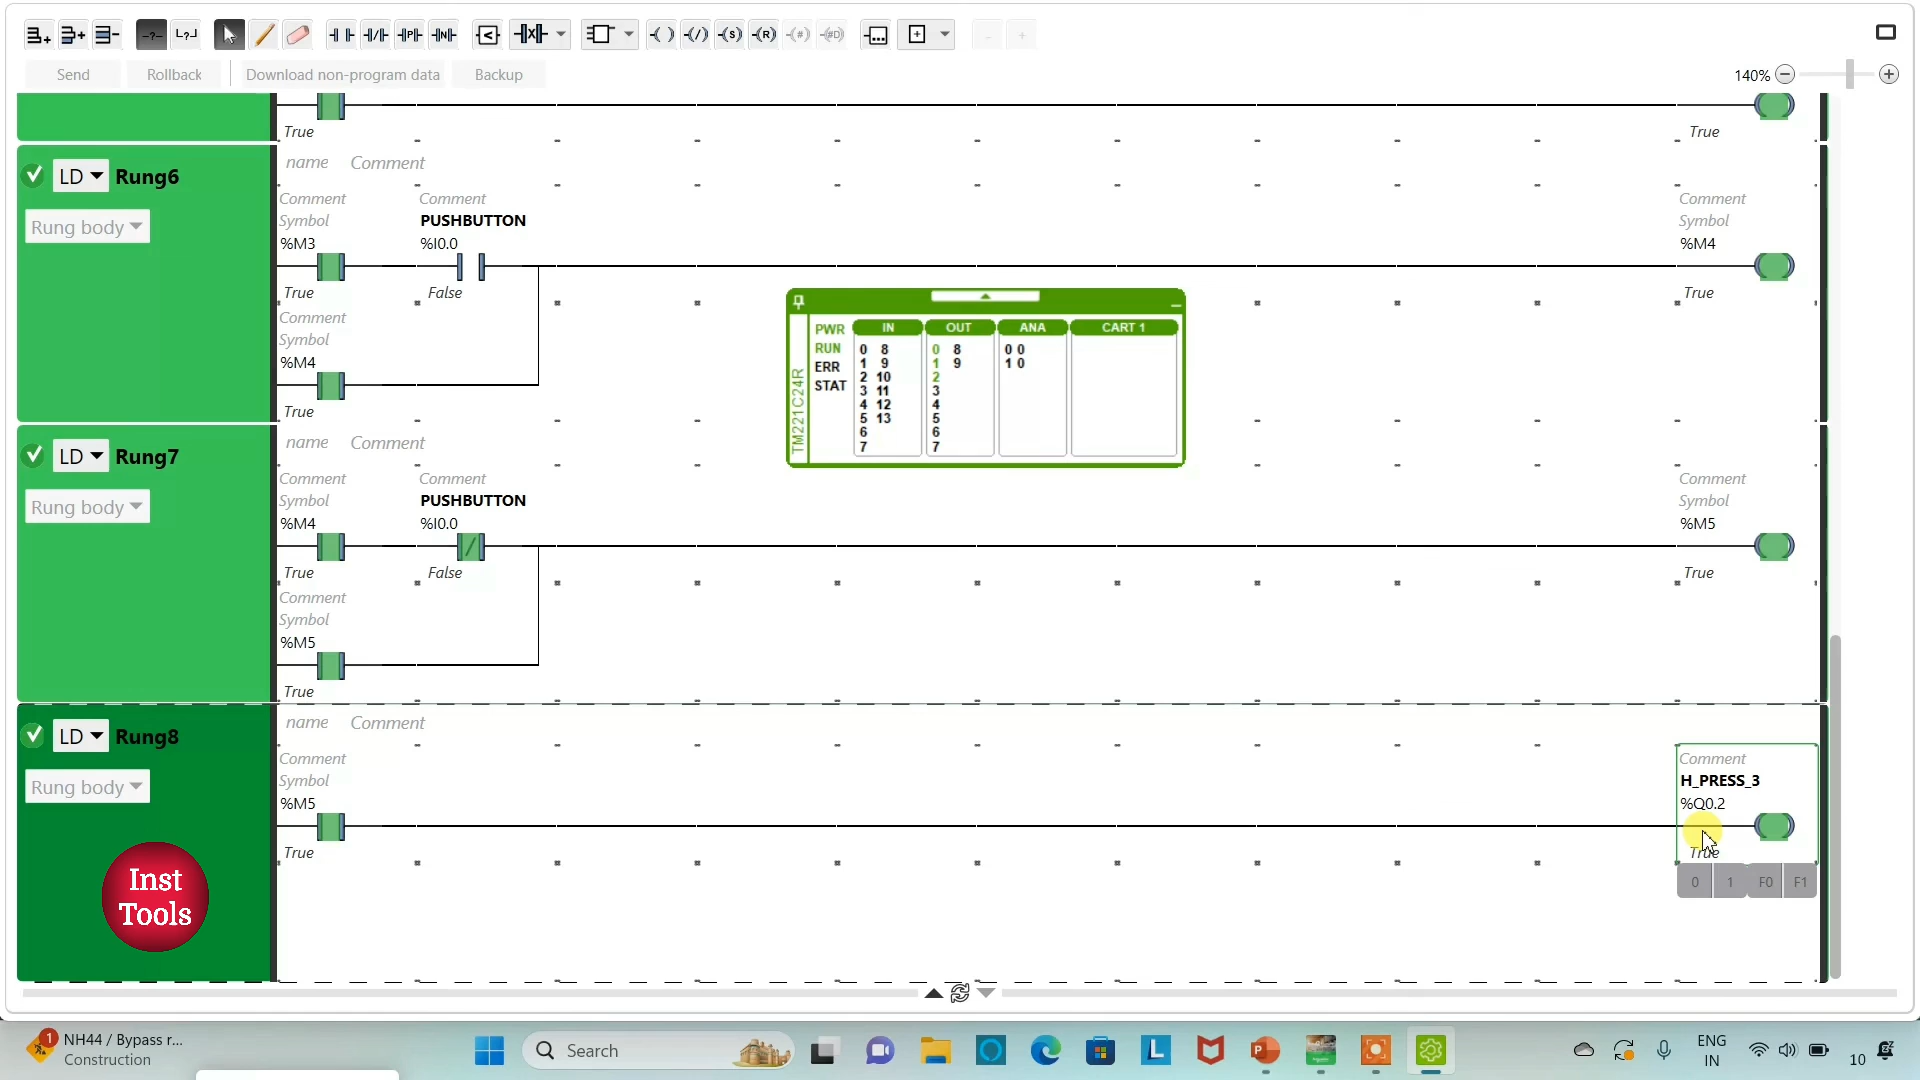 Send Rollback Download non-program data Backup 140%
True True
LD Rung6 name Comment
Rung body
Comment Comment Comment
Symbol PUSHBUTTON Symbol
%M3 %I0.0 %M4
True False True
Comment
Symbol
%M4
True
TM221C24R
PWR IN OUT ANA CART 1
RUN 0 8 0 8 0 0
ERR 1 9 1 9 1 0
STAT 2 10 2
3 11 3
4 12 4
5 13 5
6 6
7 7
LD Rung7 name Comment
Rung body
Comment Comment Comment
Symbol PUSHBUTTON Symbol
%M4 %I0.0 %M5
True False True
Comment
Symbol
%M5
True
LD Rung8 name Comment
Rung body
Comment Comment
Symbol H_PRESS_3
%M5 %Q0.2
True True
0 1 F0 F1
Inst
Tools
1 NH44 / Bypass r...
Construction
Search
ENG
IN
10